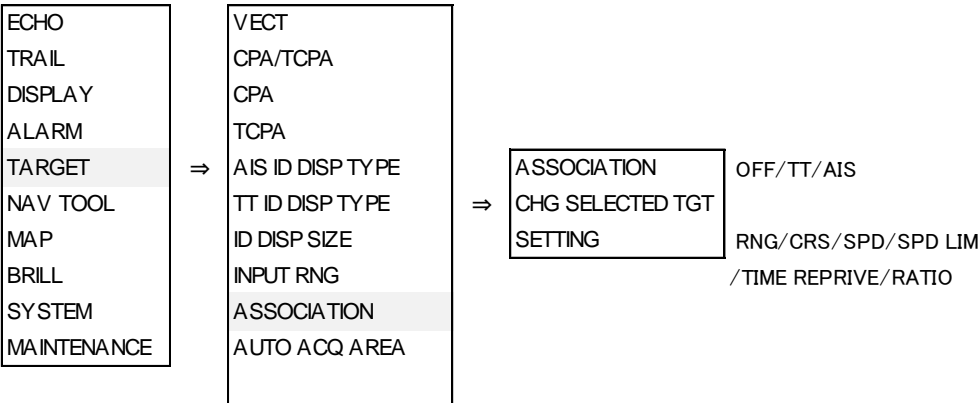 ECHO
TRAIL
DISPLAY
ALARM
TARGET
NAV TOOL
MAP
BRILL
SYSTEM
MAINTENANCE
⇒
VECT
CPA/TCPA
CPA
TCPA
AIS ID DISP TYPE
TT ID DISP TYPE
ID DISP SIZE
INPUT RNG
ASSOCIATION
AUTO ACQ AREA
⇒
ASSOCIATION OFF/TT/AIS
CHG SELECTED TGT
SETTING RNG/CRS/SPD/SPD LIM
/TIME REPRIVE/RATIO